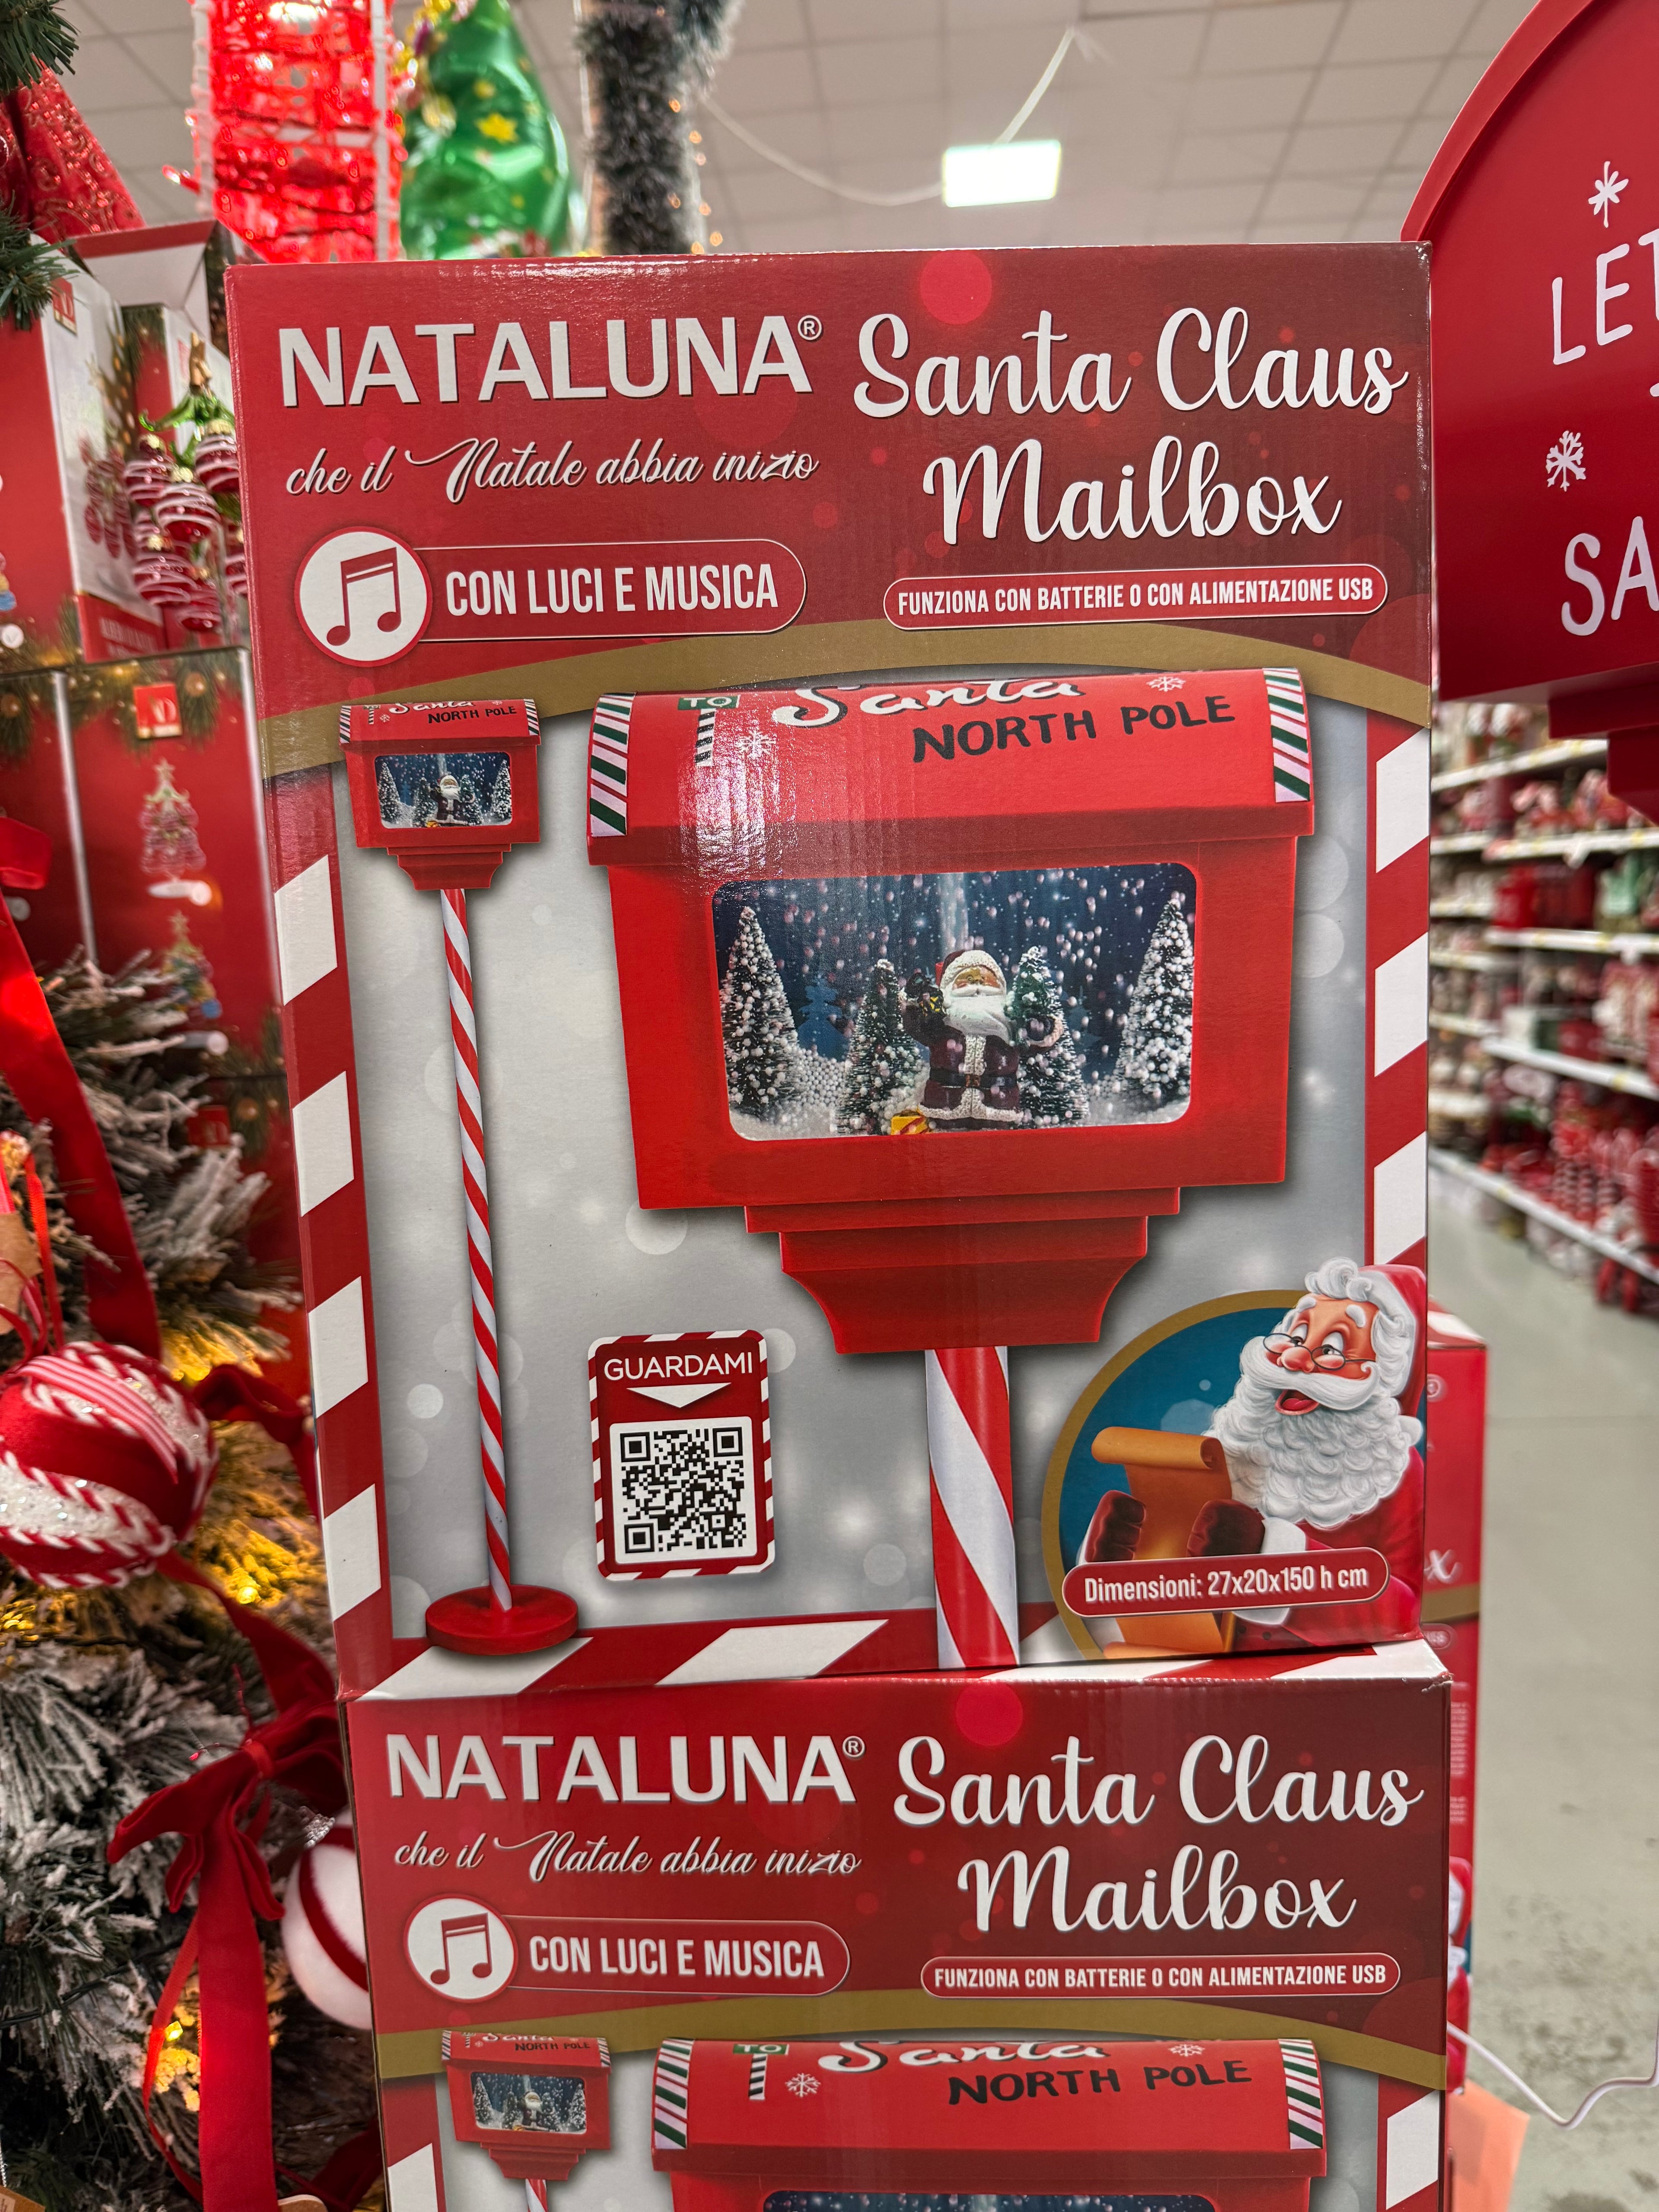 NATALUNA®
che il Natale abbia inizio
Santa Claus
Mailbox
CON LUCI E MUSICA
FUNZIONA CON BATTERIE O CON ALIMENTAZIONE USB
Santa
NORTH POLE
TO
Santa
NORTH POLE
GUARDAMI
Dimensioni: 27x20x150 h cm
NATALUNA®
che il Natale abbia inizio
Santa Claus
Mailbox
CON LUCI E MUSICA
FUNZIONA CON BATTERIE O CON ALIMENTAZIONE USB
Santa
NORTH POLE
TO
Santa
NORTH POLE
LET
SA
x